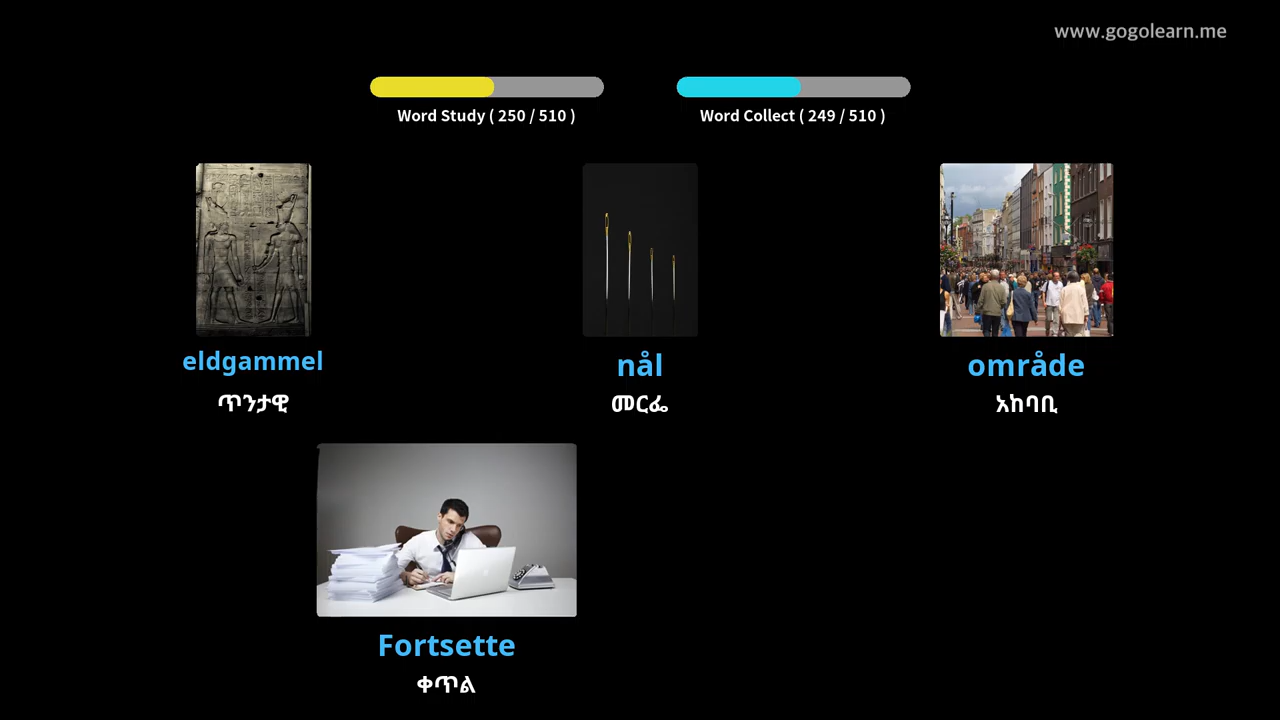 www.gogolearn.me
Word Study ( 250 / 510 )
Word Collect ( 249 / 510 )
eldgammel
ጥንታዊ
nål
መርፌ
område
አከባቢ
Fortsette
ቀጥል